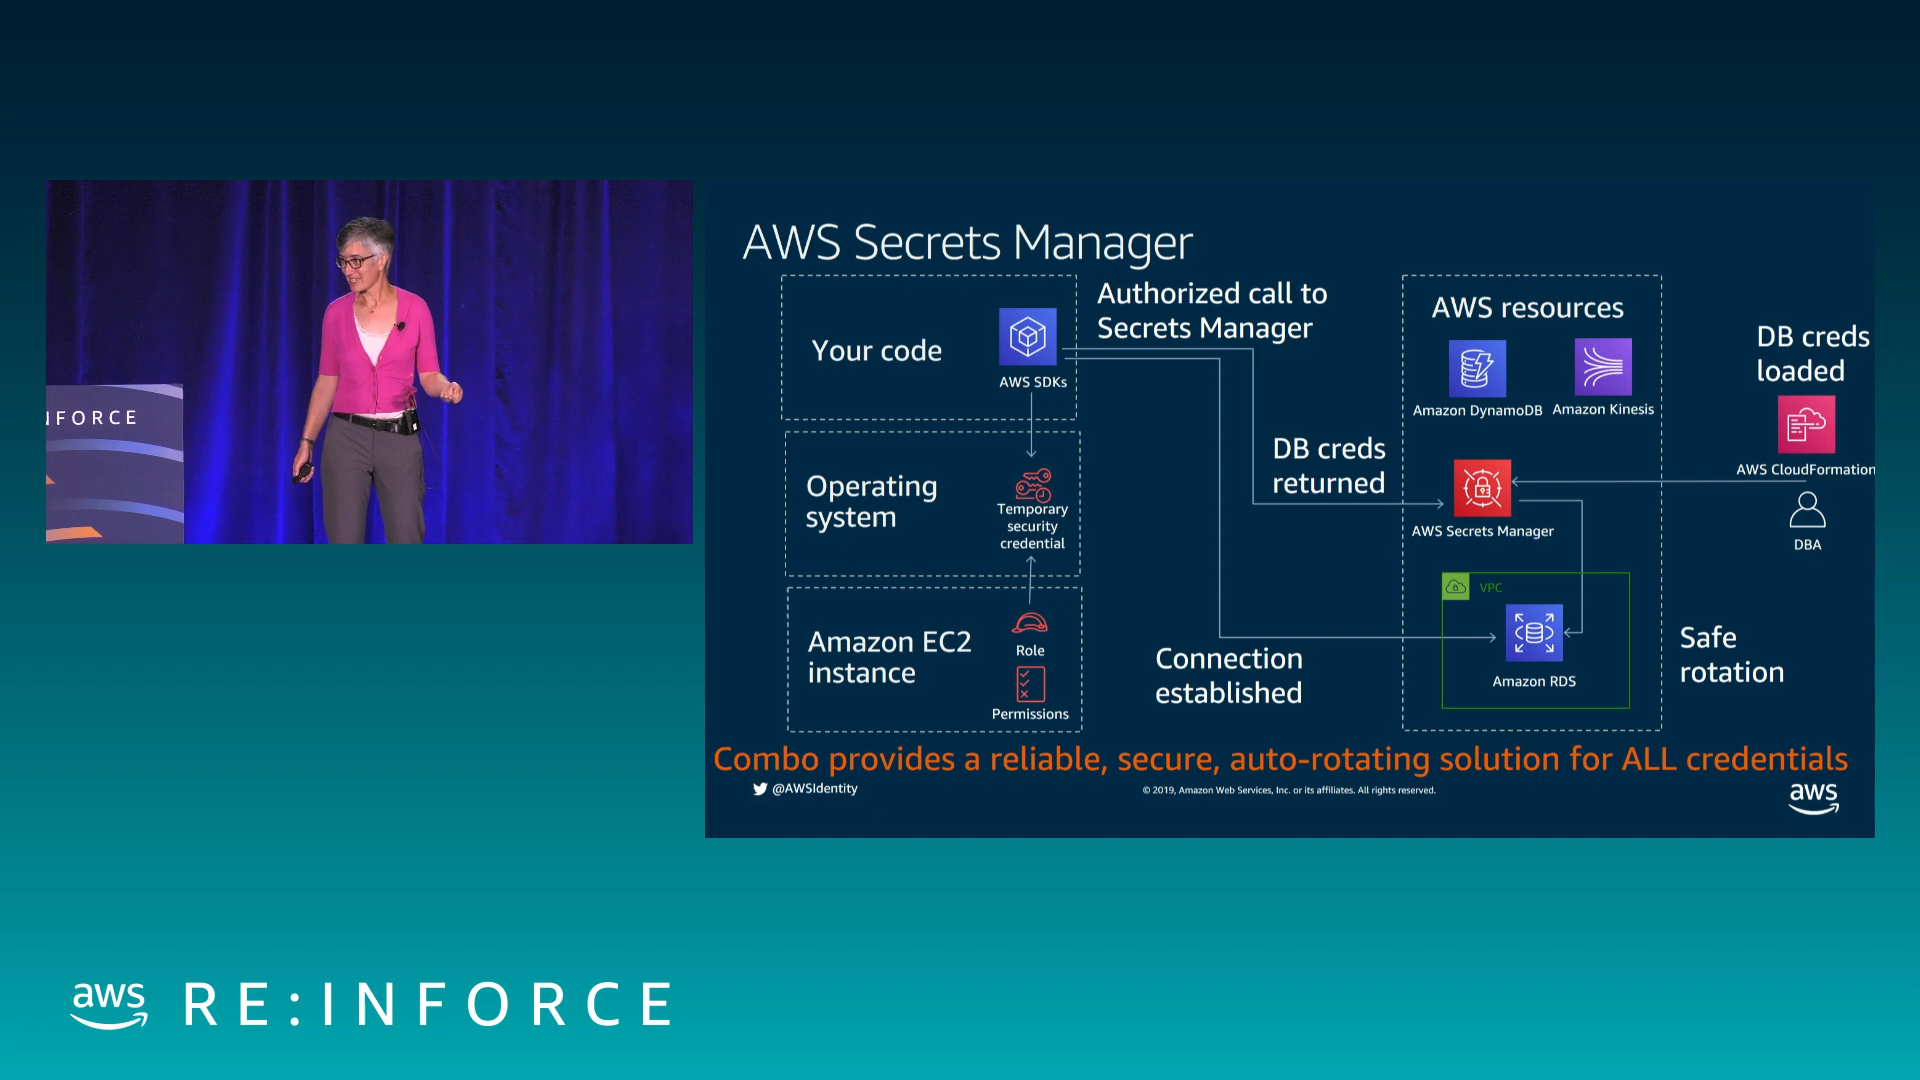 INFORCE
AWS Secrets Manager
Your code
AWS SDKs
Authorized call to
Secrets Manager
AWS resources
Amazon DynamoDB
Amazon Kinesis
DB creds
loaded
AWS CloudFormation
DBA
Operating
system
Temporary
security
credential
DB creds
returned
AWS Secrets Manager
VPC
Amazon RDS
Amazon EC2
instance
Role
Permissions
Connection
established
Safe
rotation
Combo provides a reliable, secure, auto-rotating solution for ALL credentials
@AWSIdentity
© 2019, Amazon Web Services, Inc. or its affiliates. All rights reserved.
aws
aws RE:INFORCE